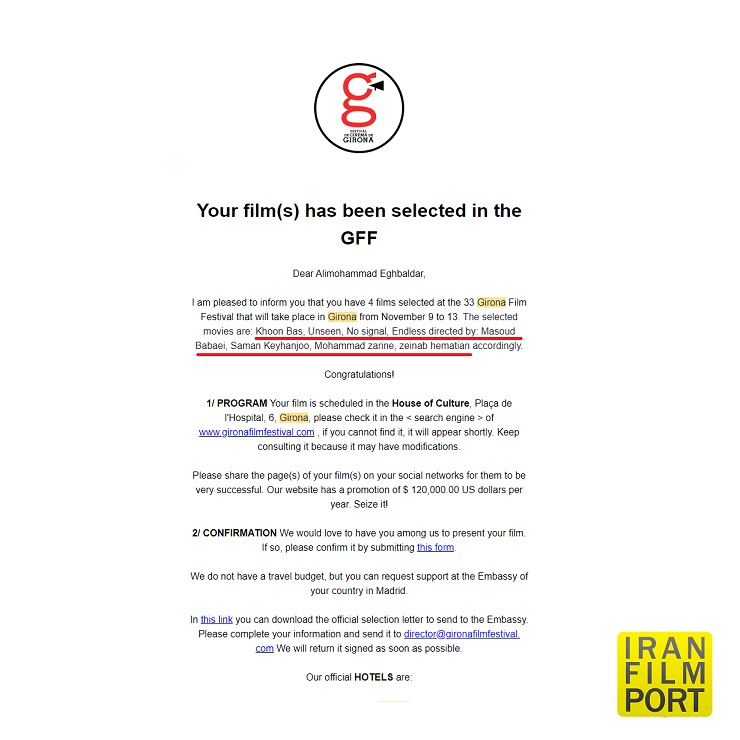 g
FESTIVAL
DE CINEMA DE
GIRONA
Your film(s) has been selected in the
GFF
Dear Alimohammad Eghbaldar,
I am pleased to inform you that you have 4 films selected at the 33 Girona Film
Festival that will take place in Girona from November 9 to 13. The selected
movies are: Khoon Bas, Unseen, No signal, Endless directed by: Masoud
Babaei, Saman Keyhanjoo, Mohammad zarine, zeinab hematian accordingly.
Congratulations!
1/ PROGRAM Your film is scheduled in the House of Culture, Plaça de
l'Hospital, 6, Girona, please check it in the < search engine > of
www.gironafilmfestival.com , if you cannot find it, it will appear shortly. Keep
consulting it because it may have modifications.
Please share the page(s) of your film(s) on your social networks for them to be
very successful. Our website has a promotion of $ 120,000.00 US dollars per
year. Seize it!
2/ CONFIRMATION We would love to have you among us to present your film.
If so, please confirm it by submitting this form.
We do not have a travel budget, but you can request support at the Embassy of
your country in Madrid.
In this link you can download the official selection letter to send to the Embassy.
Please complete your information and send it to director@gironafilmfestival.
com We will return it signed as soon as possible.
Our official HOTELS are:
IRAN
FILM
PORT